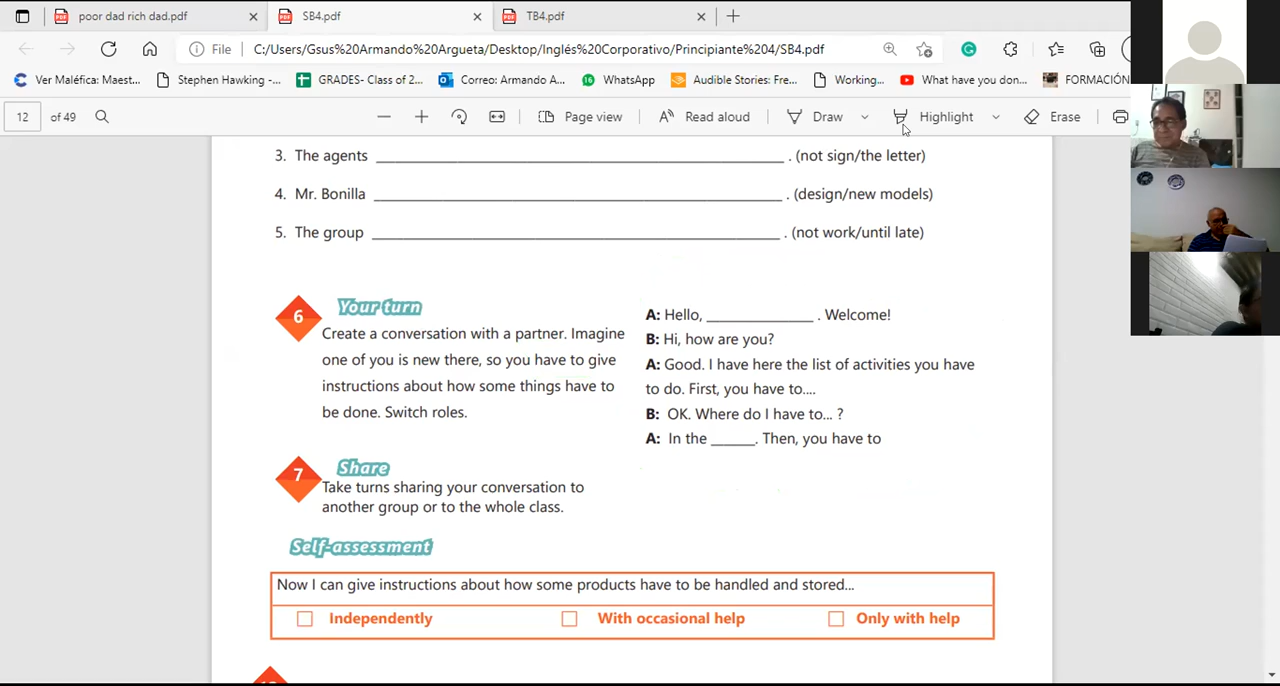 poor dad rich dad.pdf
SB4.pdf
TB4.pdf
File C:/Users/Gsus%20Armando%20Argueta/Desktop/Inglés%20Corporativo/Principiante%204/SB4.pdf
Ver Maléfica: Maest... Stephen Hawking -... GRADES- Class of 2... Correo: Armando A... 16 WhatsApp Audible Stories: Fre... Working... What have you don... FORMACIÓN
12 of 49 Page view Read aloud Draw Highlight Erase
3. The agents ________ . (not sign/the letter)
4. Mr. Bonilla ________ . (design/new models)
5. The group ________ . (not work/until late)
6 Your turn
Create a conversation with a partner. Imagine
one of you is new there, so you have to give
instructions about how some things have to
be done. Switch roles.
A: Hello, ________ . Welcome!
B: Hi, how are you?
A: Good. I have here the list of activities you have
to do. First, you have to....
B: OK. Where do I have to... ?
A: In the ______. Then, you have to
7 Share
Take turns sharing your conversation to
another group or to the whole class.
Self-assessment
Now I can give instructions about how some products have to be handled and stored...
Independently With occasional help Only with help